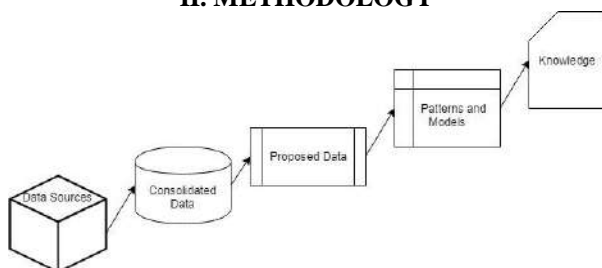 II. METHODOLOGY
Knowledge
Patterns and
Models
Proposed Data
Consolidated
Data
Data Sources